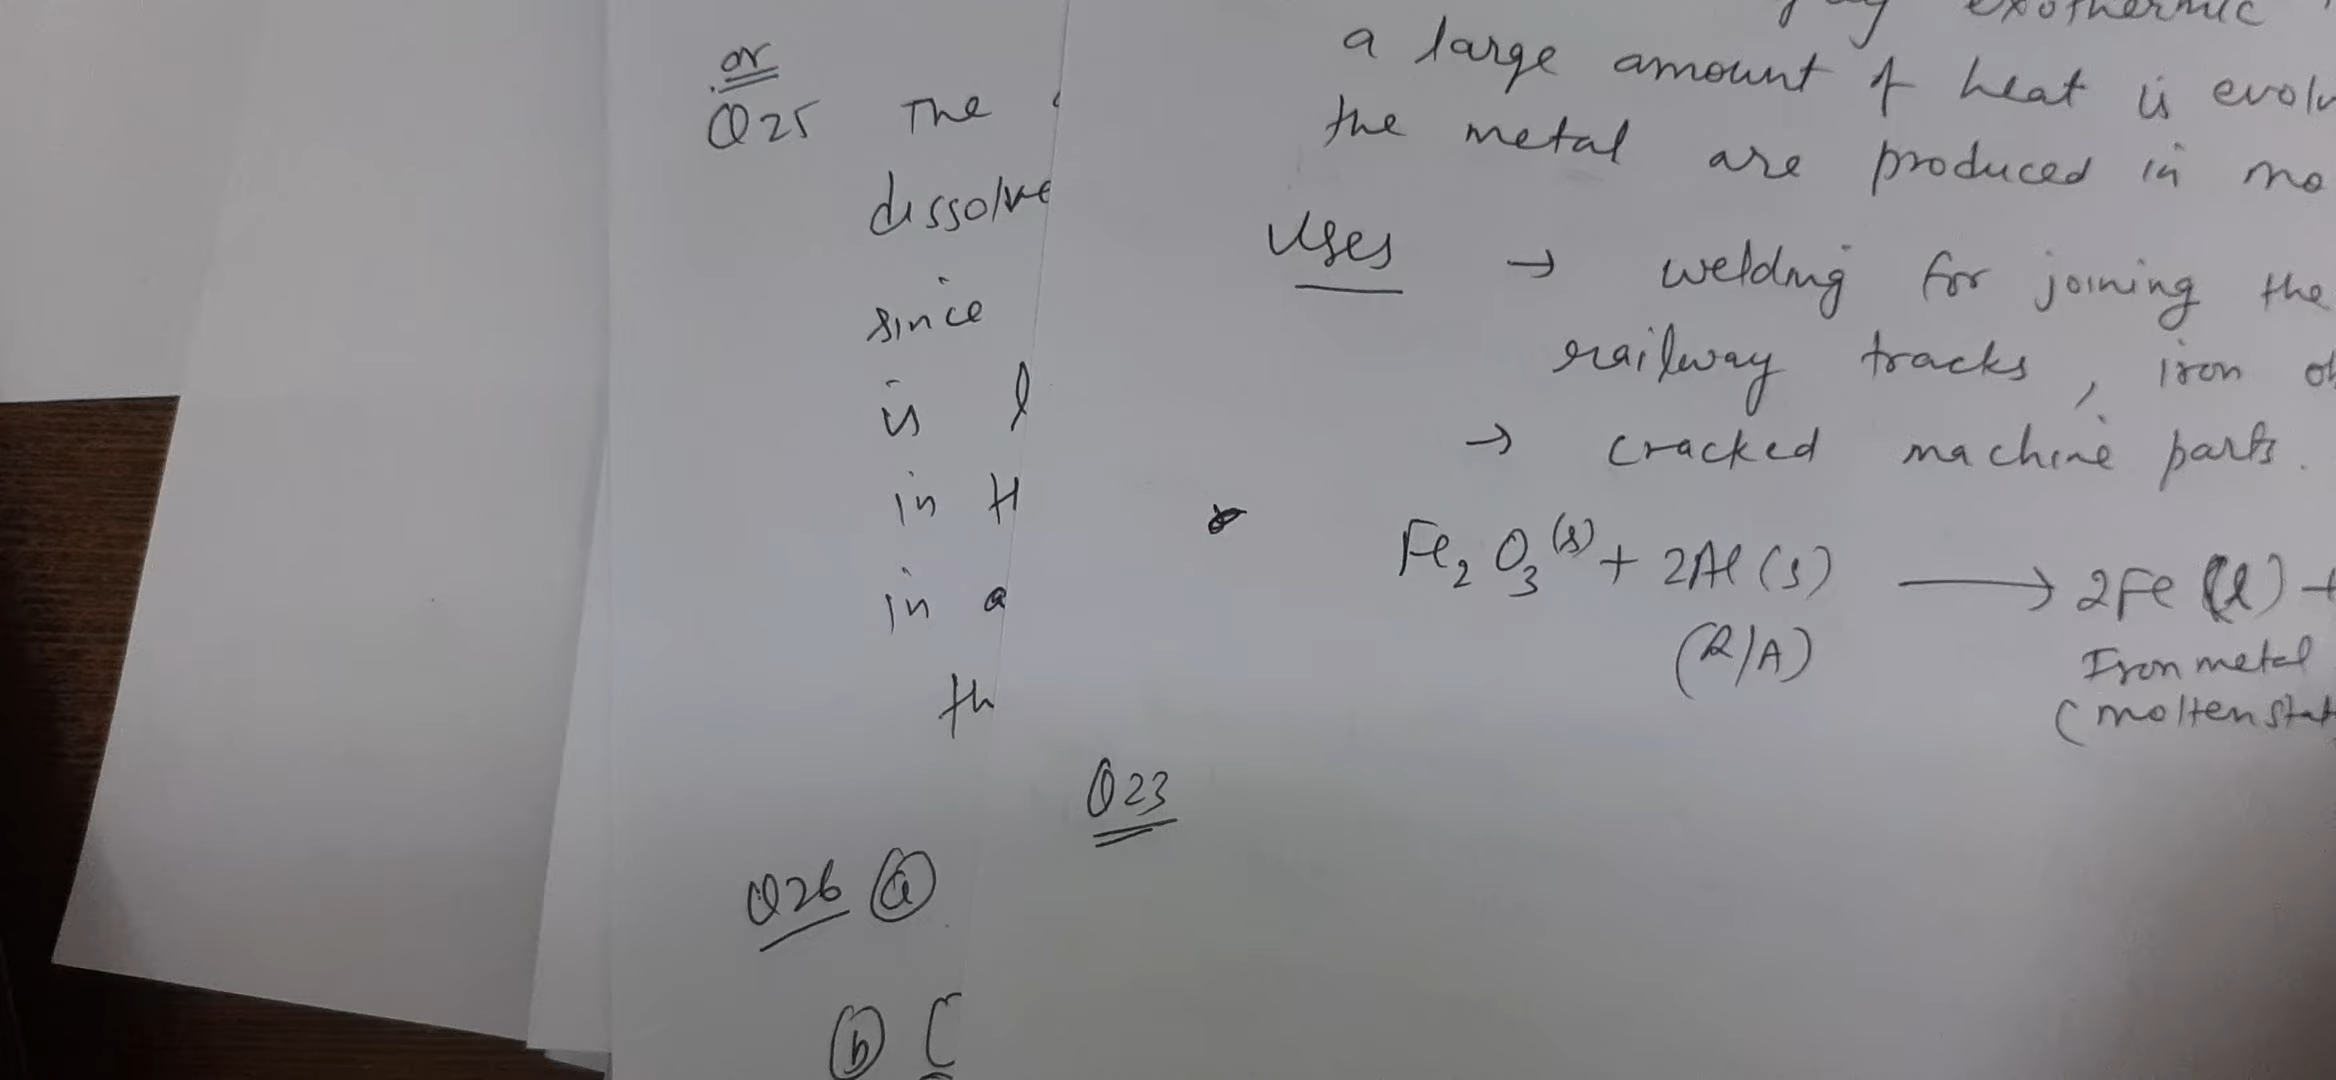 or
Q25 The
dissolve
since
is l
in H
in a
th
Q26 (a)
(b) C
exothermic
a large amount of heat is evolv
the metal are produced in mo
Uses → welding for joining the
railway tracks, iron ob
→ cracked machine parts.
Fe₂O₃(s) + 2Al(s) → 2Fe(l) +
(R/A) Iron metal
(molten stat
Q23